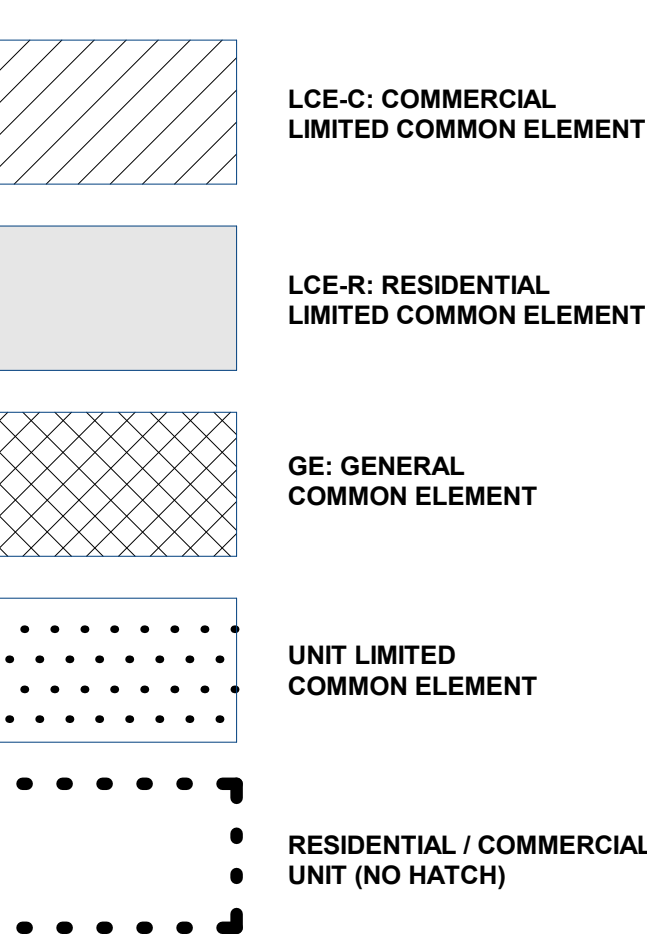 LCE-C: COMMERCIAL
LIMITED COMMON ELEMENT
LCE-R: RESIDENTIAL
LIMITED COMMON ELEMENT
GE: GENERAL
COMMON ELEMENT
UNIT LIMITED
COMMON ELEMENT
RESIDENTIAL / COMMERCIAL
UNIT (NO HATCH)